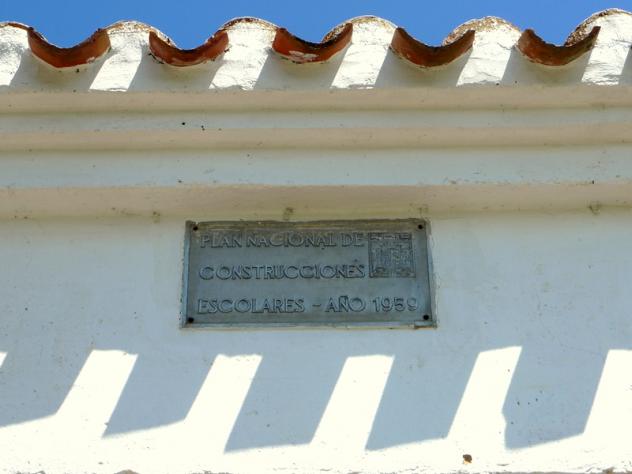 PLAN NACIONAL DE
CONSTRUCCIONES
ESCOLARES - AÑO 1959